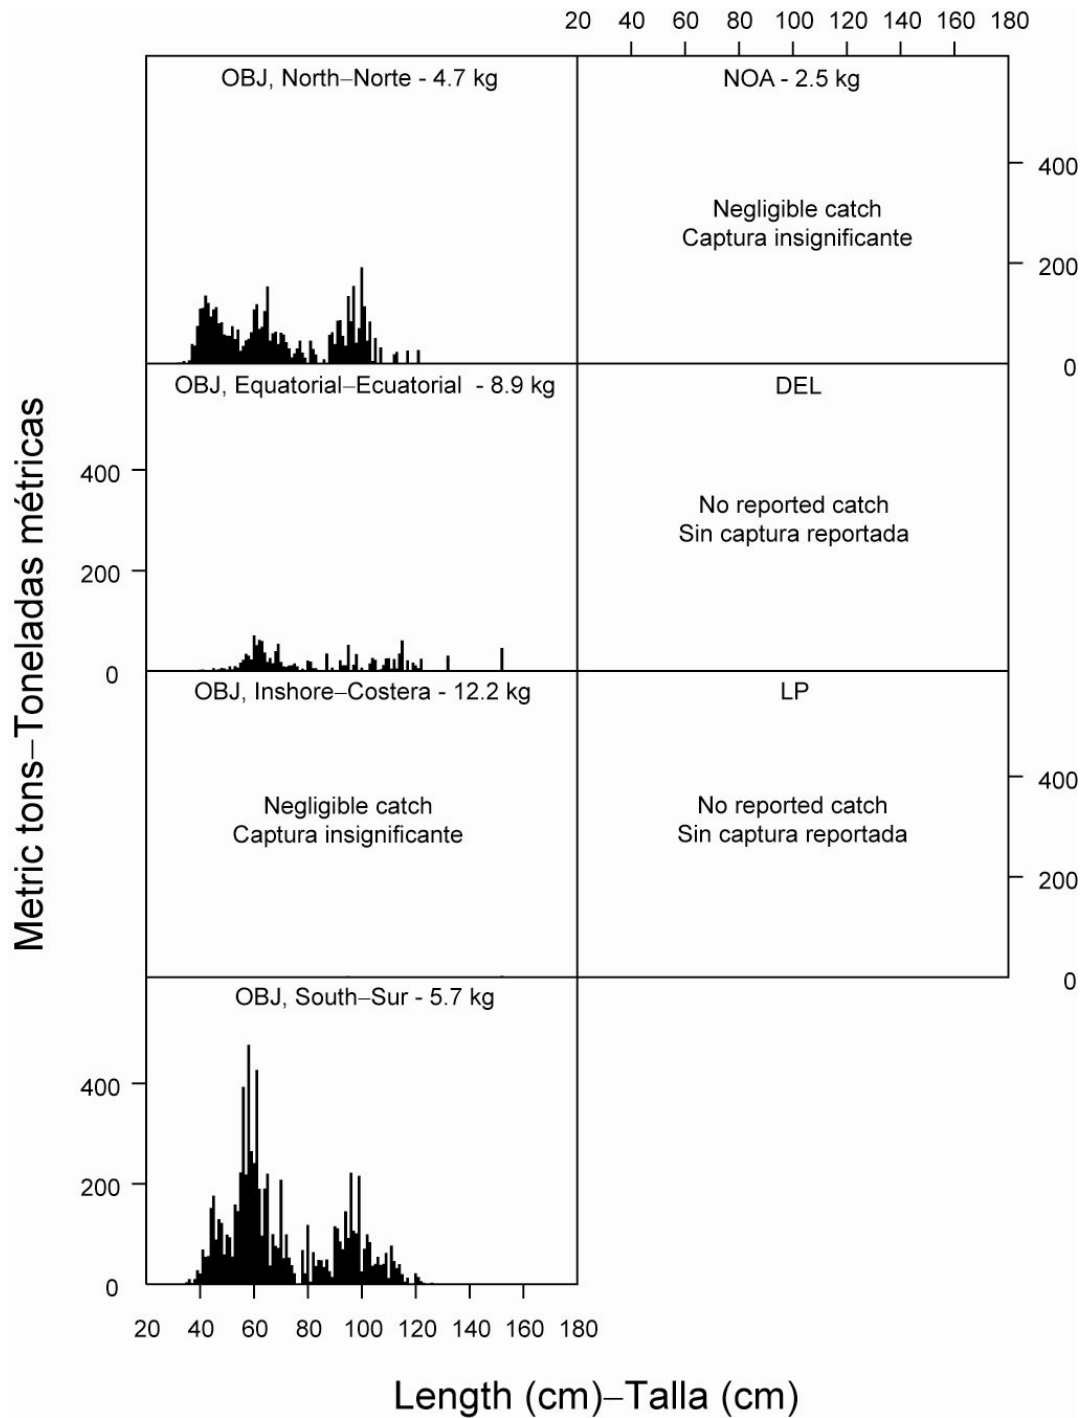 20 40 60 80 100 120 140 160 180
OBJ, North–Norte - 4.7 kg
NOA - 2.5 kg
400
Negligible catch
Captura insignificante
200
0
OBJ, Equatorial–Ecuatorial - 8.9 kg
DEL
400
No reported catch
Sin captura reportada
200
0
OBJ, Inshore–Costera - 12.2 kg
LP
400
Negligible catch
Captura insignificante
No reported catch
Sin captura reportada
200
0
OBJ, South–Sur - 5.7 kg
400
200
0
20 40 60 80 100 120 140 160 180
Metric tons–Toneladas métricas
Length (cm)–Talla (cm)